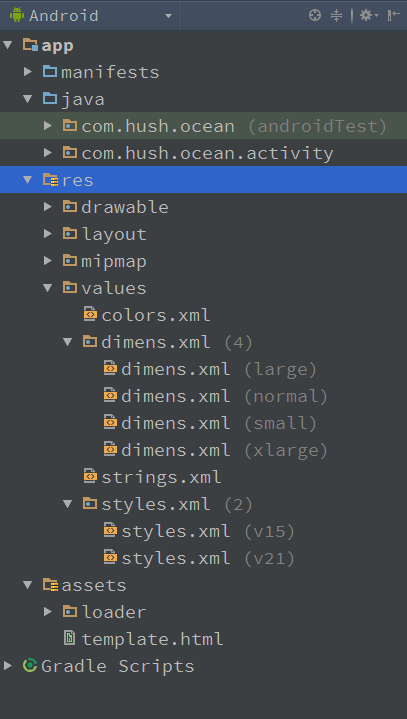 Android
app
manifests
java
com.hush.ocean (androidTest)
com.hush.ocean.activity
res
drawable
layout
mipmap
values
colors.xml
dimens.xml (4)
dimens.xml (large)
dimens.xml (normal)
dimens.xml (small)
dimens.xml (xlarge)
strings.xml
styles.xml (2)
styles.xml (v15)
styles.xml (v21)
assets
loader
template.html
Gradle Scripts